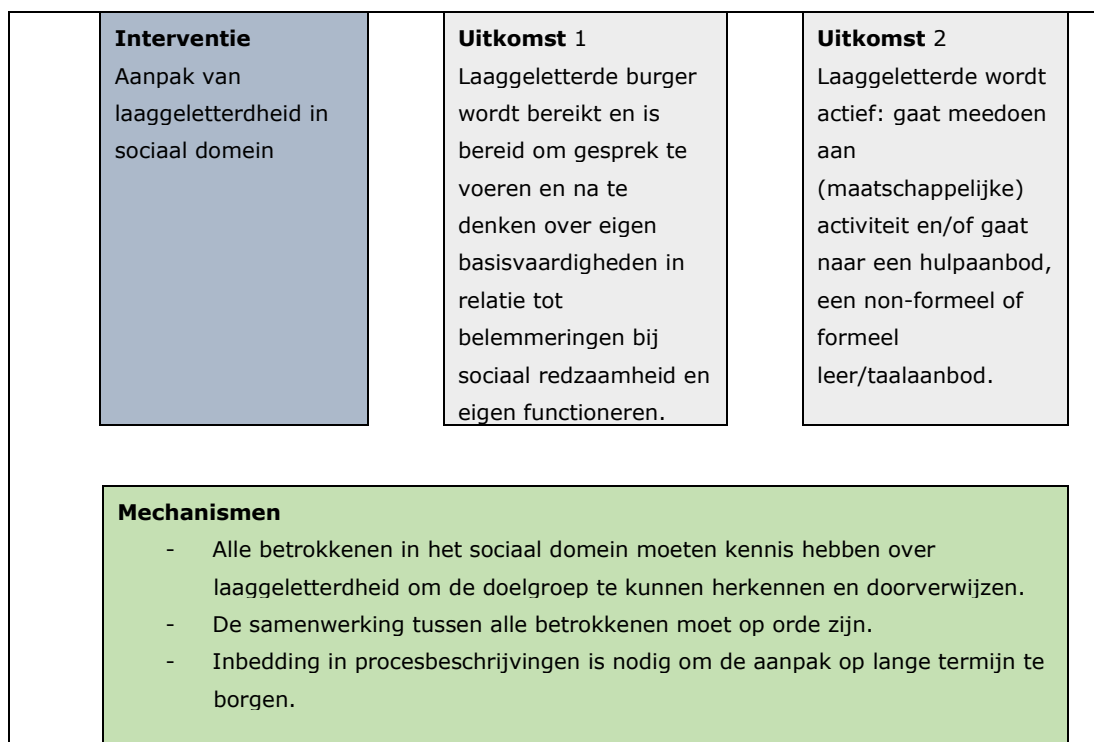 Interventie
Aanpak van
laaggeletterdheid in
sociaal domein
Uitkomst 1
Laaggeletterde burger
wordt bereikt en is
bereid om gesprek te
voeren en na te
denken over eigen
basisvaardigheden in
relatie tot
belemmeringen bij
sociaal redzaamheid en
eigen functioneren.
Uitkomst 2
Laaggeletterde wordt
actief: gaat meedoen
aan
(maatschappelijke)
activiteit en/of gaat
naar een hulpaanbod,
een non-formeel of
formeel
leer/taalaanbod.
Mechanismen
- Alle betrokkenen in het sociaal domein moeten kennis hebben over
laaggeletterdheid om de doelgroep te kunnen herkennen en doorverwijzen.
- De samenwerking tussen alle betrokkenen moet op orde zijn.
- Inbedding in procesbeschrijvingen is nodig om de aanpak op lange termijn te
borgen.